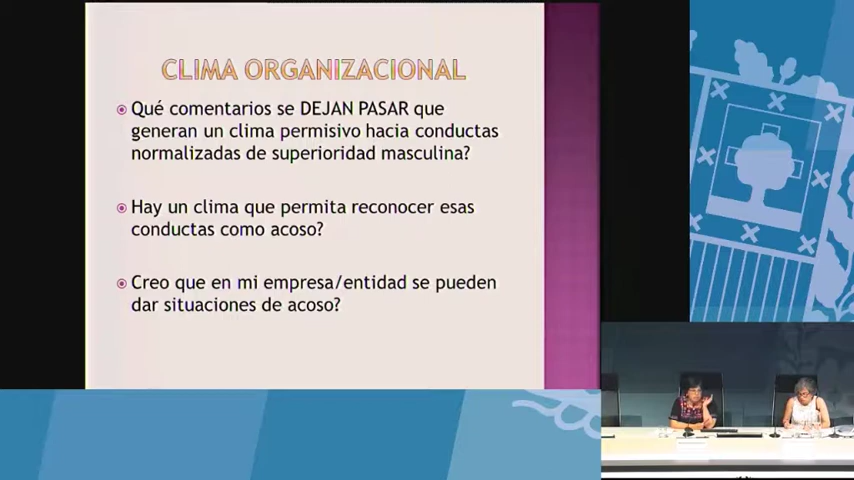 CLIMA ORGANIZACIONAL
Qué comentarios se DEJAN PASAR que
generan un clima permisivo hacia conductas
normalizadas de superioridad masculina?
Hay un clima que permita reconocer esas
conductas como acoso?
Creo que en mi empresa/entidad se pueden
dar situaciones de acoso?